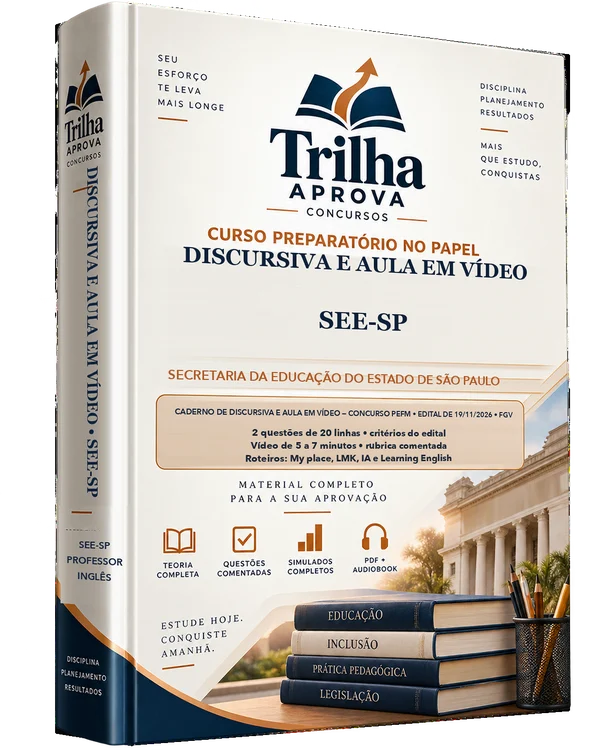 Trilha
APROVA
CONCURSOS
DISCURSIVA E AULA EM VÍDEO • SEE-SP
SEE-SP
PROFESSOR
INGLÊS
DISCIPLINA
PLANEJAMENTO
RESULTADOS
SEU
ESFORÇO
TE LEVA
MAIS LONGE
DISCIPLINA
PLANEJAMENTO
RESULTADOS
MAIS
QUE ESTUDO,
CONQUISTAS
Trilha
APROVA
CONCURSOS
CURSO PREPARATÓRIO NO PAPEL
DISCURSIVA E AULA EM VÍDEO
SEE-SP
SECRETARIA DA EDUCAÇÃO DO ESTADO DE SÃO PAULO
CADERNO DE DISCURSIVA E AULA EM VÍDEO – CONCURSO PEFM • EDITAL DE 19/11/2026 • FGV
2 questões de 20 linhas • critérios do edital
Vídeo de 5 a 7 minutos • rubrica comentada
Roteiros: My place, LMK, IA e Learning English
MATERIAL COMPLETO
PARA A SUA APROVAÇÃO
TEORIA
COMPLETA
QUESTÕES
COMENTADAS
SIMULADOS
COMPLETOS
PDF +
AUDIOBOOK
ESTUDE HOJE.
CONQUISTE
AMANHÃ.
EDUCAÇÃO
INCLUSÃO
PRÁTICA PEDAGÓGICA
LEGISLAÇÃO